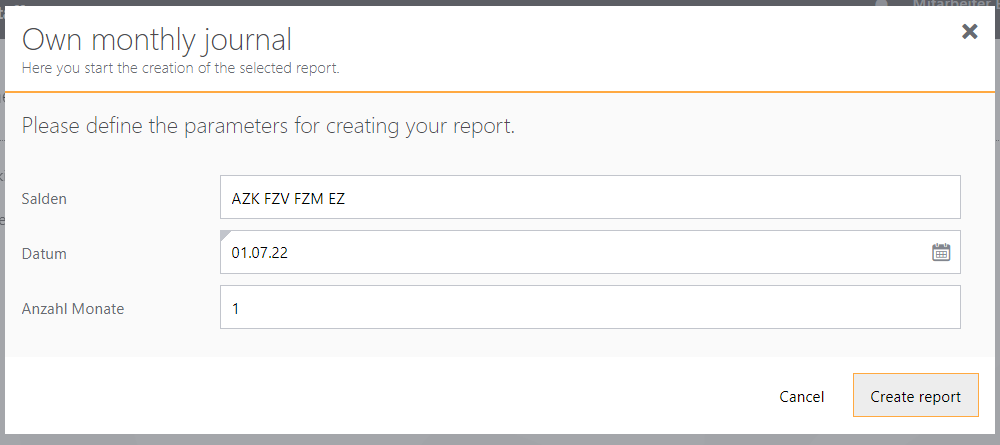 Mitarbeiter
Own monthly journal
Here you start the creation of the selected report.
Please define the parameters for creating your report.
Salden
AZK FZV FZM EZ
Datum
01.07.22
Anzahl Monate
1
Cancel
Create report